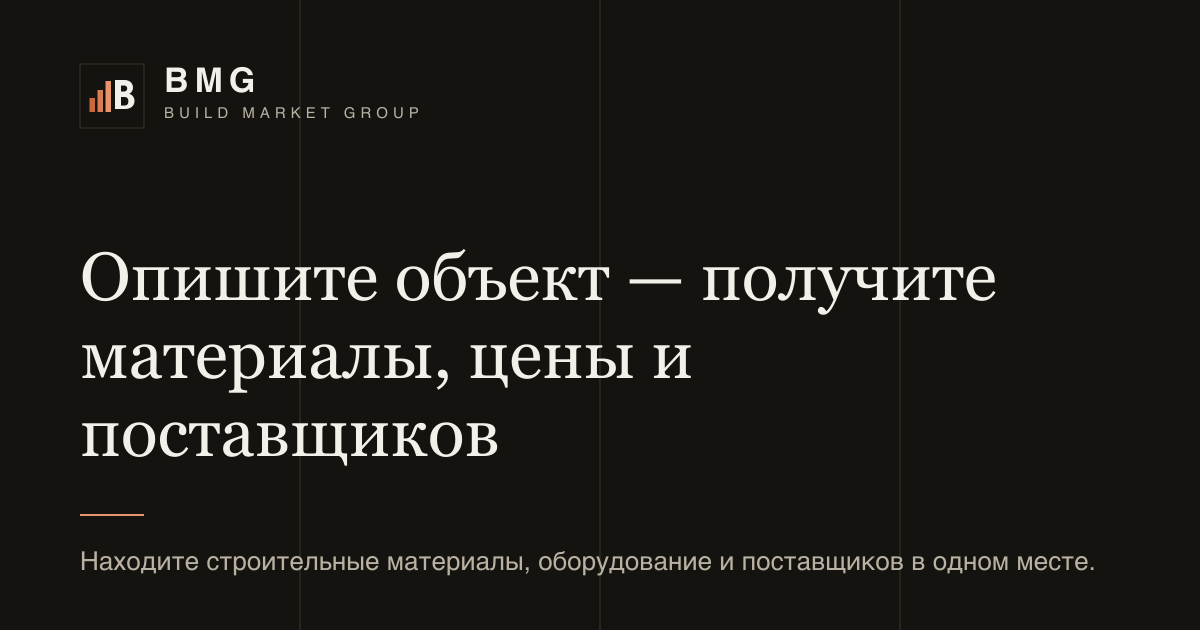 B
BMG
BUILD MARKET GROUP
Опишите объект — получите
материалы, цены и
поставщиков
Находите строительные материалы, оборудование и поставщиков в одном месте.